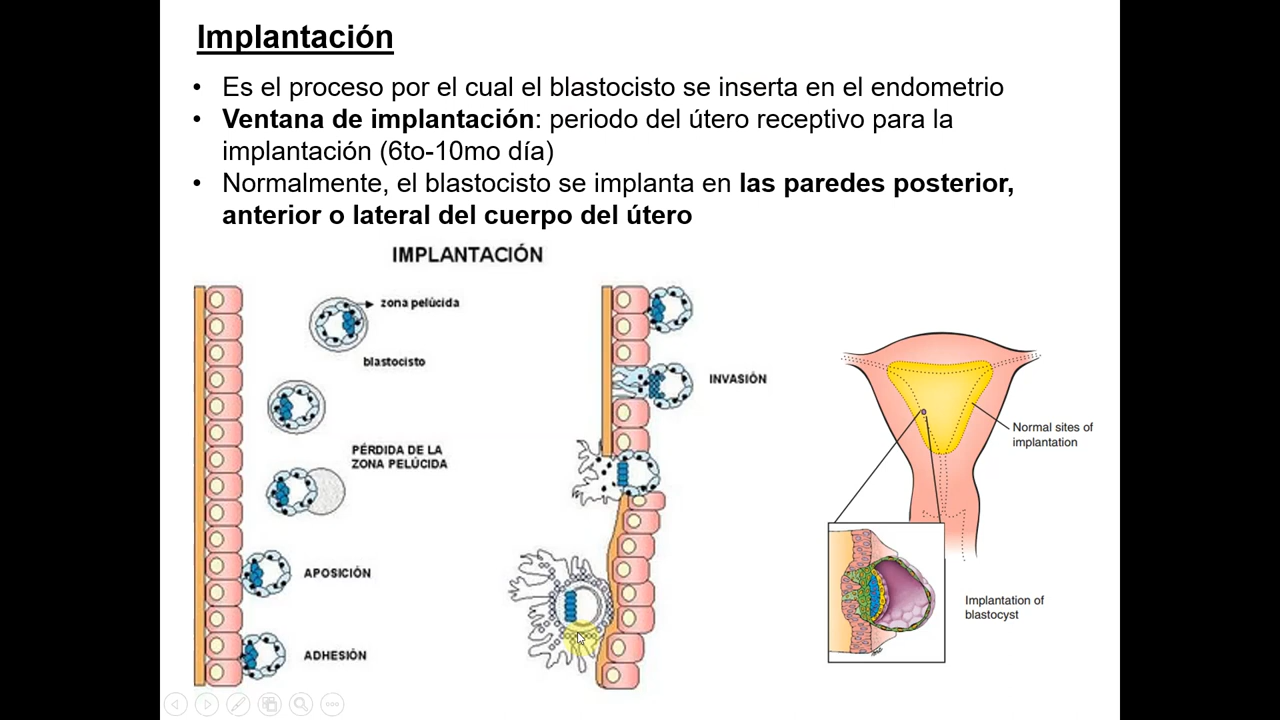 Implantación
• Es el proceso por el cual el blastocisto se inserta en el endometrio
• Ventana de implantación: periodo del útero receptivo para la
implantación (6to-10mo día)
• Normalmente, el blastocisto se implanta en las paredes posterior,
anterior o lateral del cuerpo del útero
IMPLANTACIÓN
zona pelúcida
blastocisto
PÉRDIDA DE LA
ZONA PELÚCIDA
APOSICIÓN
ADHESIÓN
INVASIÓN
Normal sites of
implantation
Implantation of
blastocyst